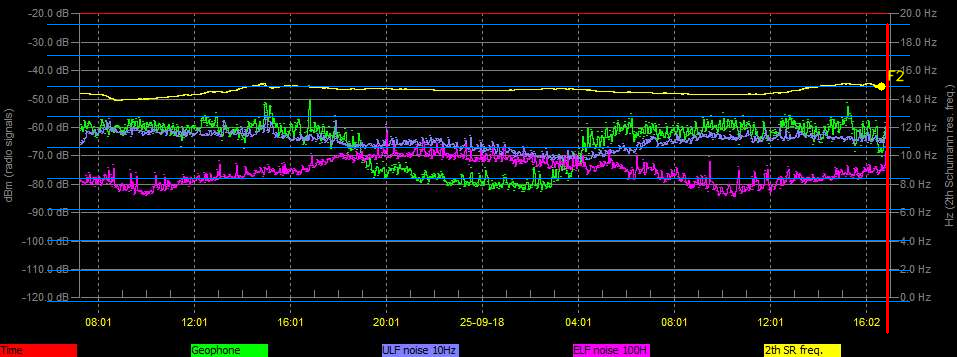 -20.0 dB 20.0 Hz
-30.0 dB 18.0 Hz
-40.0 dB 16.0 Hz
F2
-50.0 dB 14.0 Hz
-60.0 dB 12.0 Hz
-70.0 dB 10.0 Hz
-80.0 dB 8.0 Hz
-90.0 dB 6.0 Hz
-100.0 dB 4.0 Hz
-110.0 dB 2.0 Hz
-120.0 dB 0.0 Hz
dBm (radio signals)
Hz (2th Schumann res. freq.)
08:01 12:01 16:01 20:01 25-09-18 04:01 08:01 12:01 16:02
Time Geophone ULF noise 10Hz ELF noise 100H 2th SR freq.